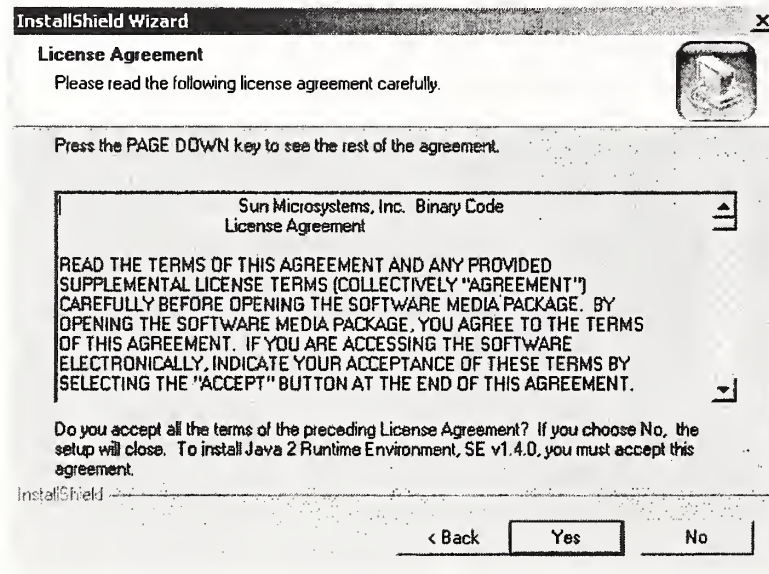 InstallShield Wizard
License Agreement
Please read the following license agreement carefully.
Press the PAGE DOWN key to see the rest of the agreement.
Sun Microsystems, Inc. Binary Code
License Agreement
READ THE TERMS OF THIS AGREEMENT AND ANY PROVIDED
SUPPLEMENTAL LICENSE TERMS (COLLECTIVELY "AGREEMENT")
CAREFULLY BEFORE OPENING THE SOFTWARE MEDIA PACKAGE. BY
OPENING THE SOFTWARE MEDIA PACKAGE, YOU AGREE TO THE TERMS
OF THIS AGREEMENT. IF YOU ARE ACCESSING THE SOFTWARE
ELECTRONICALLY, INDICATE YOUR ACCEPTANCE OF THESE TERMS BY
SELECTING THE "ACCEPT" BUTTON AT THE END OF THIS AGREEMENT.
Do you accept all the terms of the preceding License Agreement? If you choose No, the
setup will close. To install Java 2 Runtime Environment, SE v1.4.0, you must accept this
agreement.
InstallShield
< Back Yes No